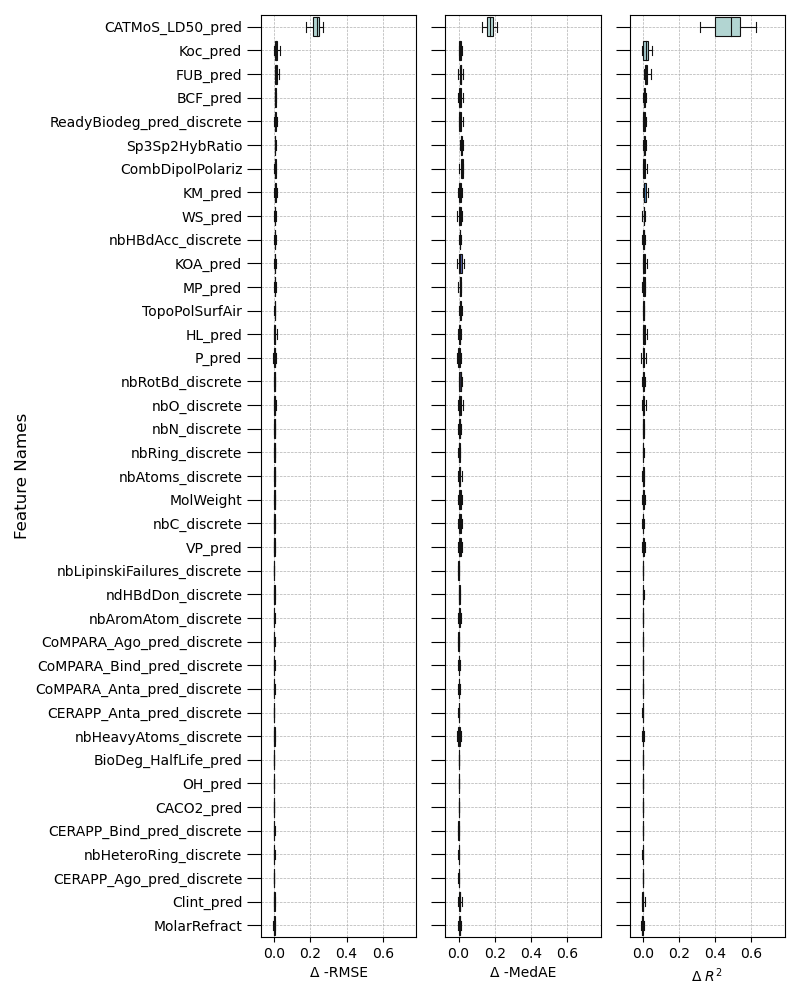 Feature Names
CATMoS_LD50_pred
Koc_pred
FUB_pred
BCF_pred
ReadyBiodeg_pred_discrete
Sp3Sp2HybRatio
CombDipolPolariz
KM_pred
WS_pred
nbHBdAcc_discrete
KOA_pred
MP_pred
TopoPolSurfAir
HL_pred
P_pred
nbRotBd_discrete
nbO_discrete
nbN_discrete
nbRing_discrete
nbAtoms_discrete
MolWeight
nbC_discrete
VP_pred
nbLipinskiFailures_discrete
ndHBdDon_discrete
nbAromAtom_discrete
CoMPARA_Ago_pred_discrete
CoMPARA_Bind_pred_discrete
CoMPARA_Anta_pred_discrete
CERAPP_Anta_pred_discrete
nbHeavyAtoms_discrete
BioDeg_HalfLife_pred
OH_pred
CACO2_pred
CERAPP_Bind_pred_discrete
nbHeteroRing_discrete
CERAPP_Ago_pred_discrete
Clint_pred
MolarRefract
0.0 0.2 0.4 0.6
Δ -RMSE
0.0 0.2 0.4 0.6
Δ -MedAE
0.0 0.2 0.4 0.6
Δ R²